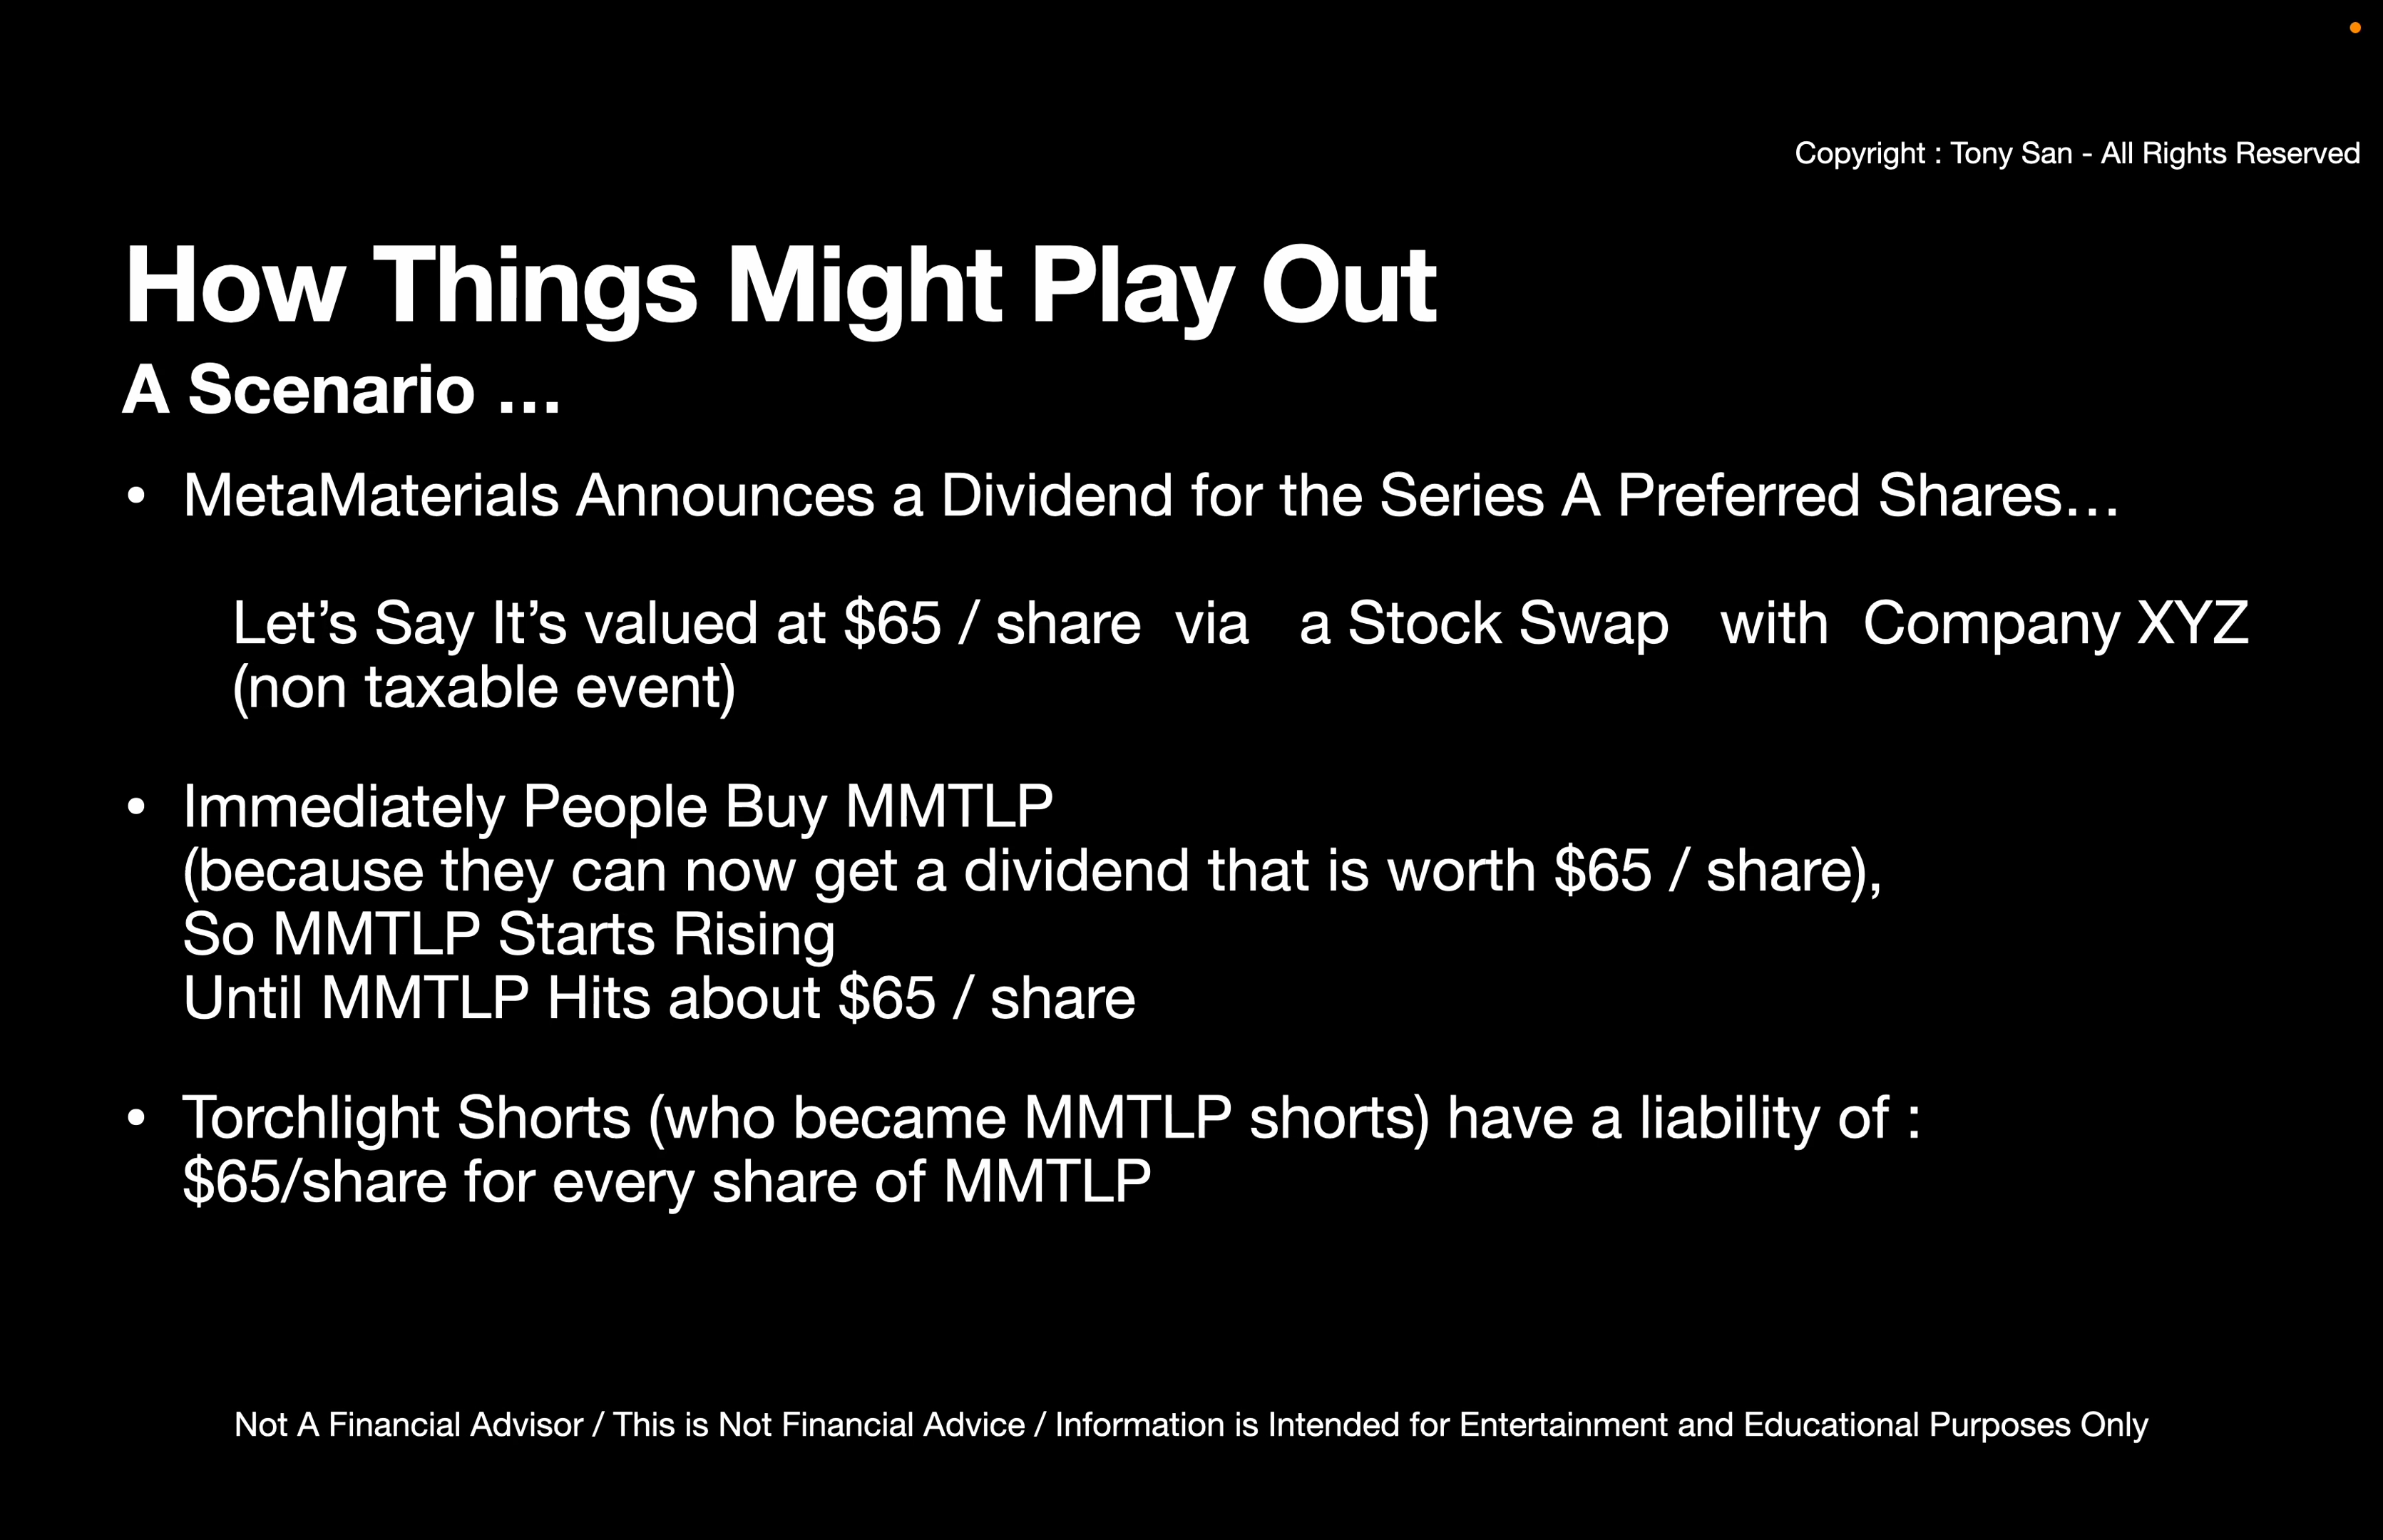 Copyright : Tony San - All Rights Reserved
How Things Might Play Out
A Scenario …
• MetaMaterials Announces a Dividend for the Series A Preferred Shares…
Let’s Say It’s valued at $65 / share via a Stock Swap with Company XYZ
(non taxable event)
• Immediately People Buy MMTLP
(because they can now get a dividend that is worth $65 / share),
So MMTLP Starts Rising
Until MMTLP Hits about $65 / share
• Torchlight Shorts (who became MMTLP shorts) have a liability of :
$65/share for every share of MMTLP
Not A Financial Advisor / This is Not Financial Advice / Information is Intended for Entertainment and Educational Purposes Only